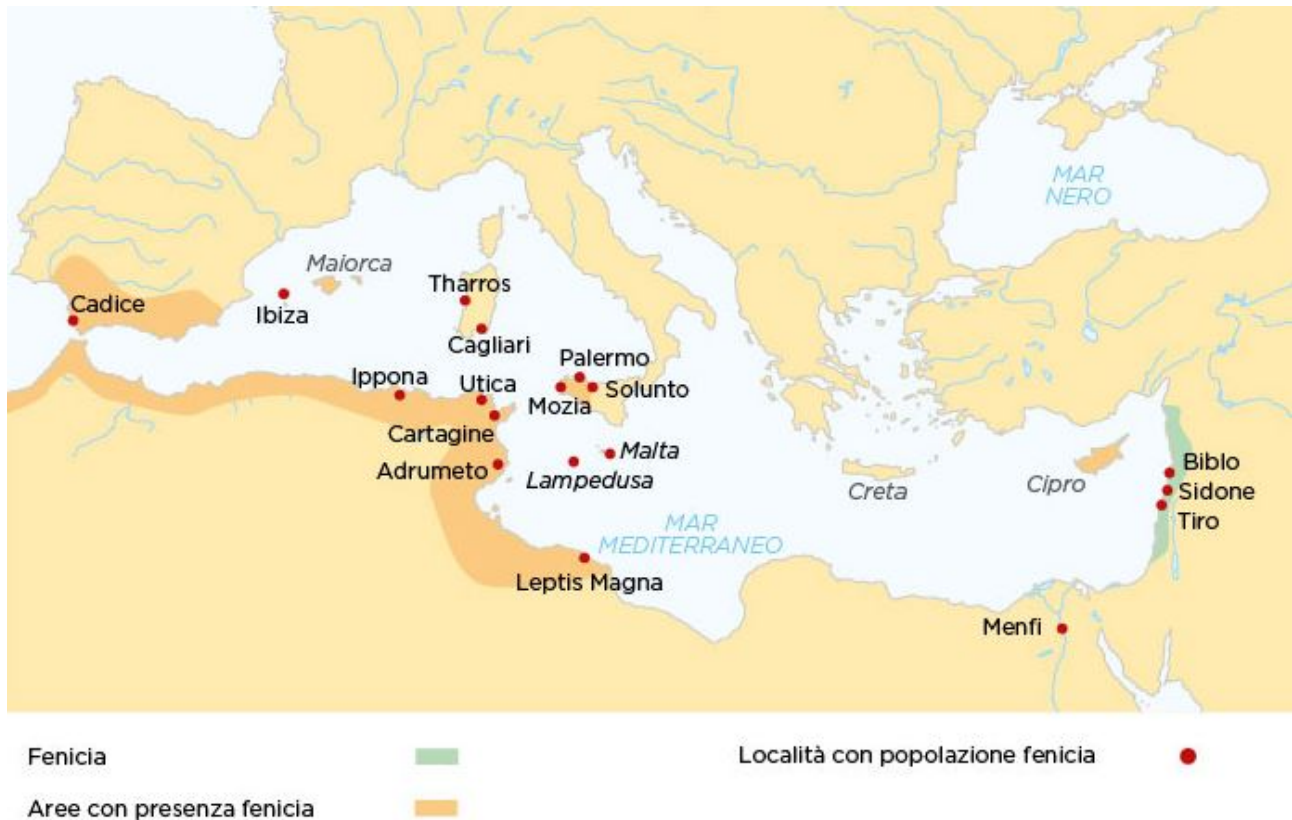 MAR
NERO
Maiorca
Tharros
Cadice
Ibiza
Cagliari
Palermo
Ippona
Utica
Solunto
Mozia
Cartagine
Malta
Adrumeto
Lampedusa
Creta
Cipro
Biblo
Sidone
Tiro
MAR
MEDITERRANEO
Leptis Magna
Menfi
Fenicia
Località con popolazione fenicia
Aree con presenza fenicia